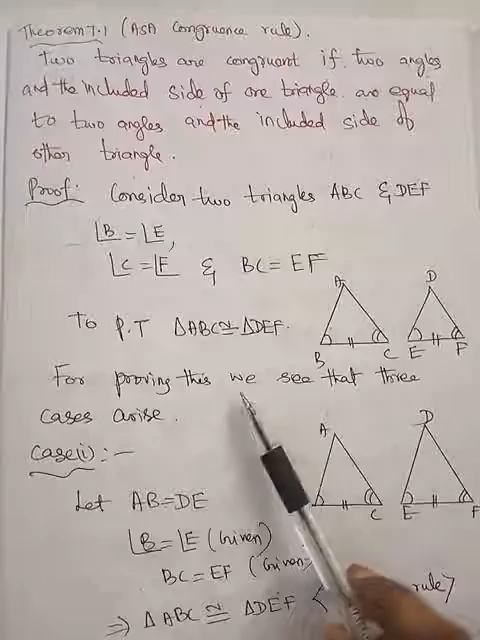 Theorem 7.1 (ASA Congruence rule).
Two triangles are congruent if two angles
and the included side of one triangle are equal
to two angles and the included side of
other triangle.
Proof: Consider two triangles ABC & DEF
∠B = ∠E,
∠C = ∠F & BC = EF
To P.T ΔABC ≅ ΔDEF.
A
D
B
C
E
F
For proving this we see that three
cases arise.
Case(i):-
A
D
C
E
F
Let AB = DE
∠B = ∠E (Given)
BC = EF (Given)
⇒ ΔABC ≅ ΔDEF < rule>